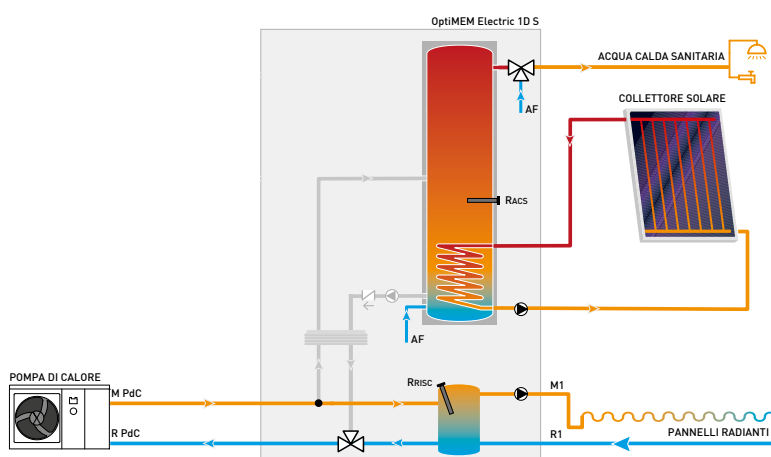 OptiMEM Electric 1D S
ACQUA CALDA SANITARIA
AF
COLLETTORE SOLARE
RACS
AF
POMPA DI CALORE
M PdC
RRISC
M1
R PdC
R1
PANNELLI RADIANTI